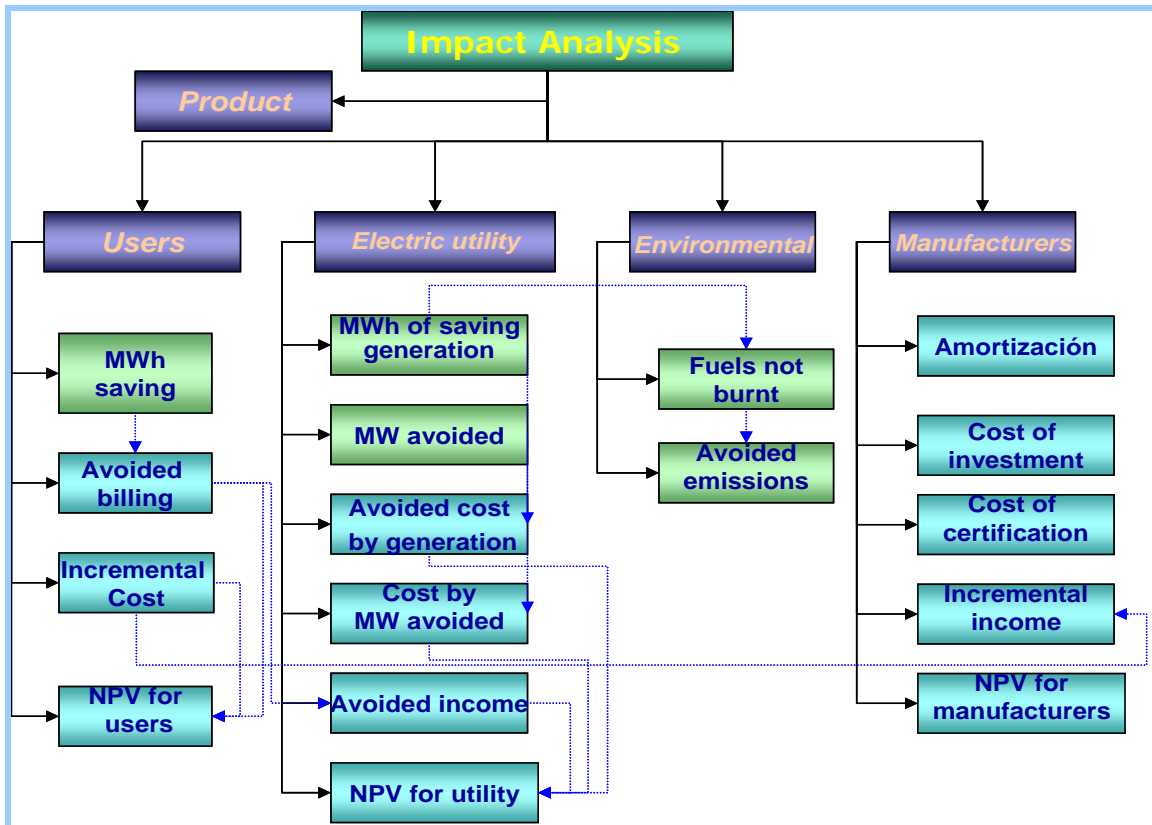 Impact Analysis
Product
Users
Electric utility
Environmental
Manufacturers
MWh
saving
Avoided
billing
Incremental
Cost
NPV for
users
MWh of saving
generation
MW avoided
Avoided cost
by generation
Cost by
MW avoided
Avoided income
NPV for utility
Fuels not
burnt
Avoided
emissions
Amortización
Cost of
investment
Cost of
certification
Incremental
income
NPV for
manufacturers